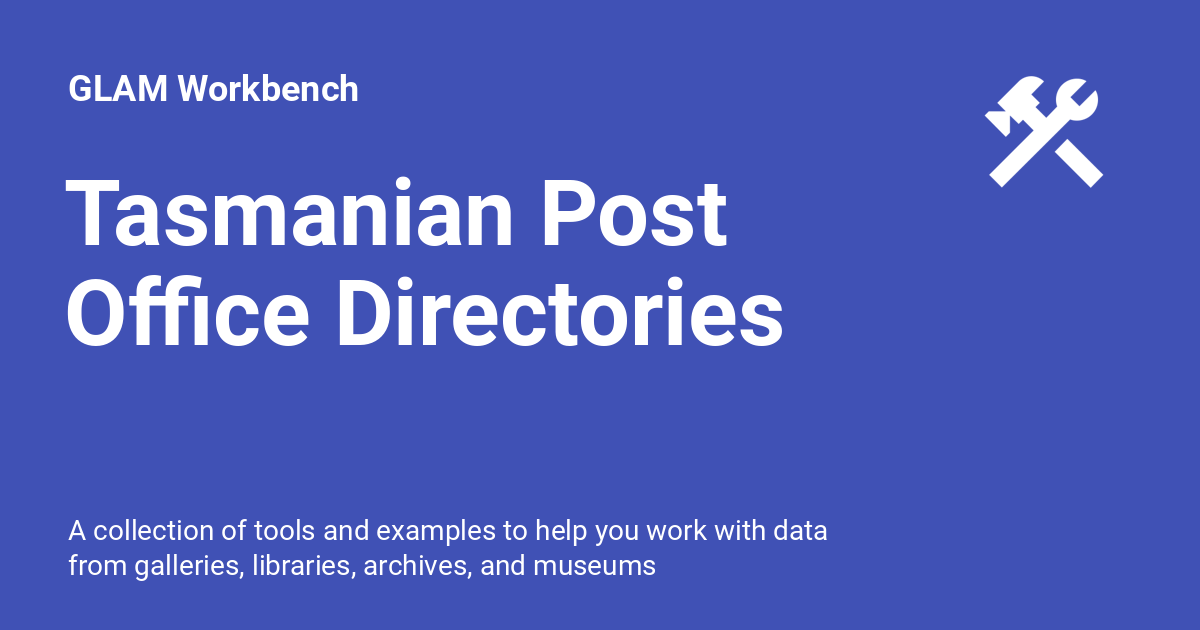 GLAM Workbench
Tasmanian Post
Office Directories
A collection of tools and examples to help you work with data
from galleries, libraries, archives, and museums